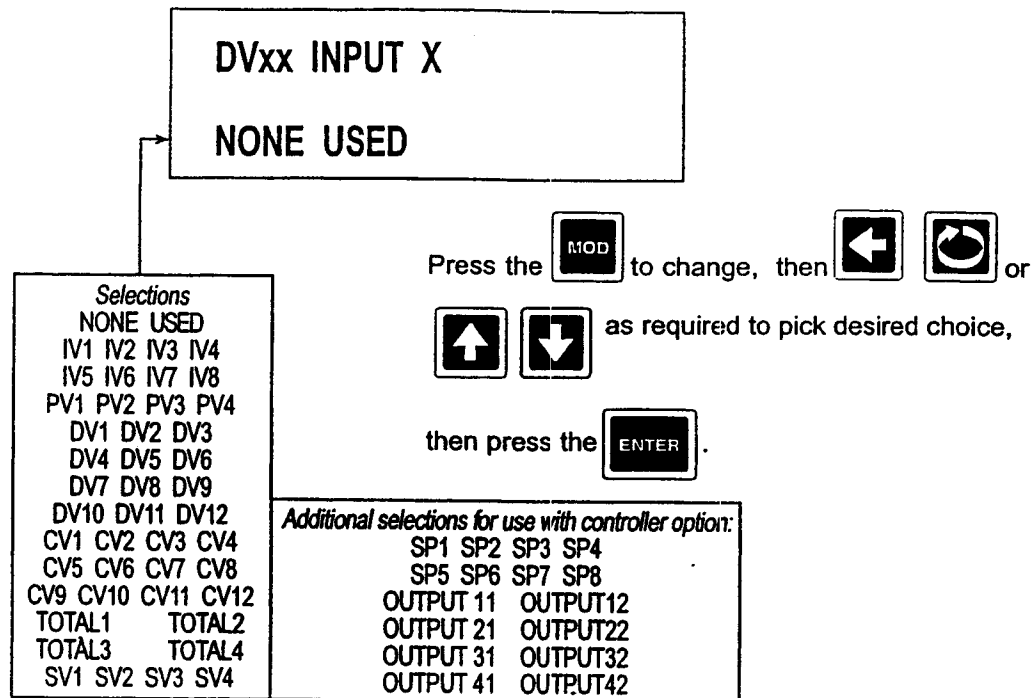 DVxx INPUT X
NONE USED
Press the MOD to change, then or
as required to pick desired choice,
then press the ENTER.
Selections
NONE USED
IV1 IV2 IV3 IV4
IV5 IV6 IV7 IV8
PV1 PV2 PV3 PV4
DV1 DV2 DV3
DV4 DV5 DV6
DV7 DV8 DV9
DV10 DV11 DV12
CV1 CV2 CV3 CV4
CV5 CV6 CV7 CV8
CV9 CV10 CV11 CV12
TOTAL1 TOTAL2
TOTAL3 TOTAL4
SV1 SV2 SV3 SV4
Additional selections for use with controller option:
SP1 SP2 SP3 SP4
SP5 SP6 SP7 SP8
OUTPUT 11 OUTPUT12
OUTPUT 21 OUTPUT22
OUTPUT 31 OUTPUT32
OUTPUT 41 OUTPUT42